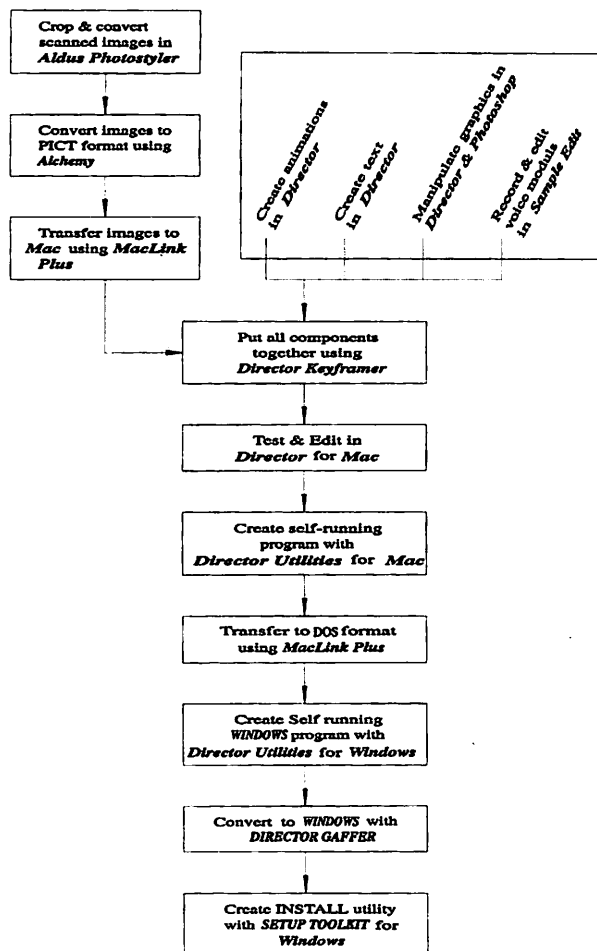 Crop & convert
scanned images in
Aldus Photostyler
Convert images to
PICT format using
Alchemy
Transfer images to
Mac using MacLink
Plus
Create animations
in Director
Create text
in Director
Manipulate graphics in
Director & Photoshop
Record & edit
voice moduls
in Sample Edit
Put all components
together using
Director Keyframer
Test & Edit in
Director for Mac
Create self-running
program with
Director Utilities for Mac
Transfer to DOS format
using MacLink Plus
Create Self running
WINDOWS program with
Director Utilities for Windows
Convert to WINDOWS with
DIRECTOR GAFFER
Create INSTALL utility
with SETUP TOOLKIT for
Windows